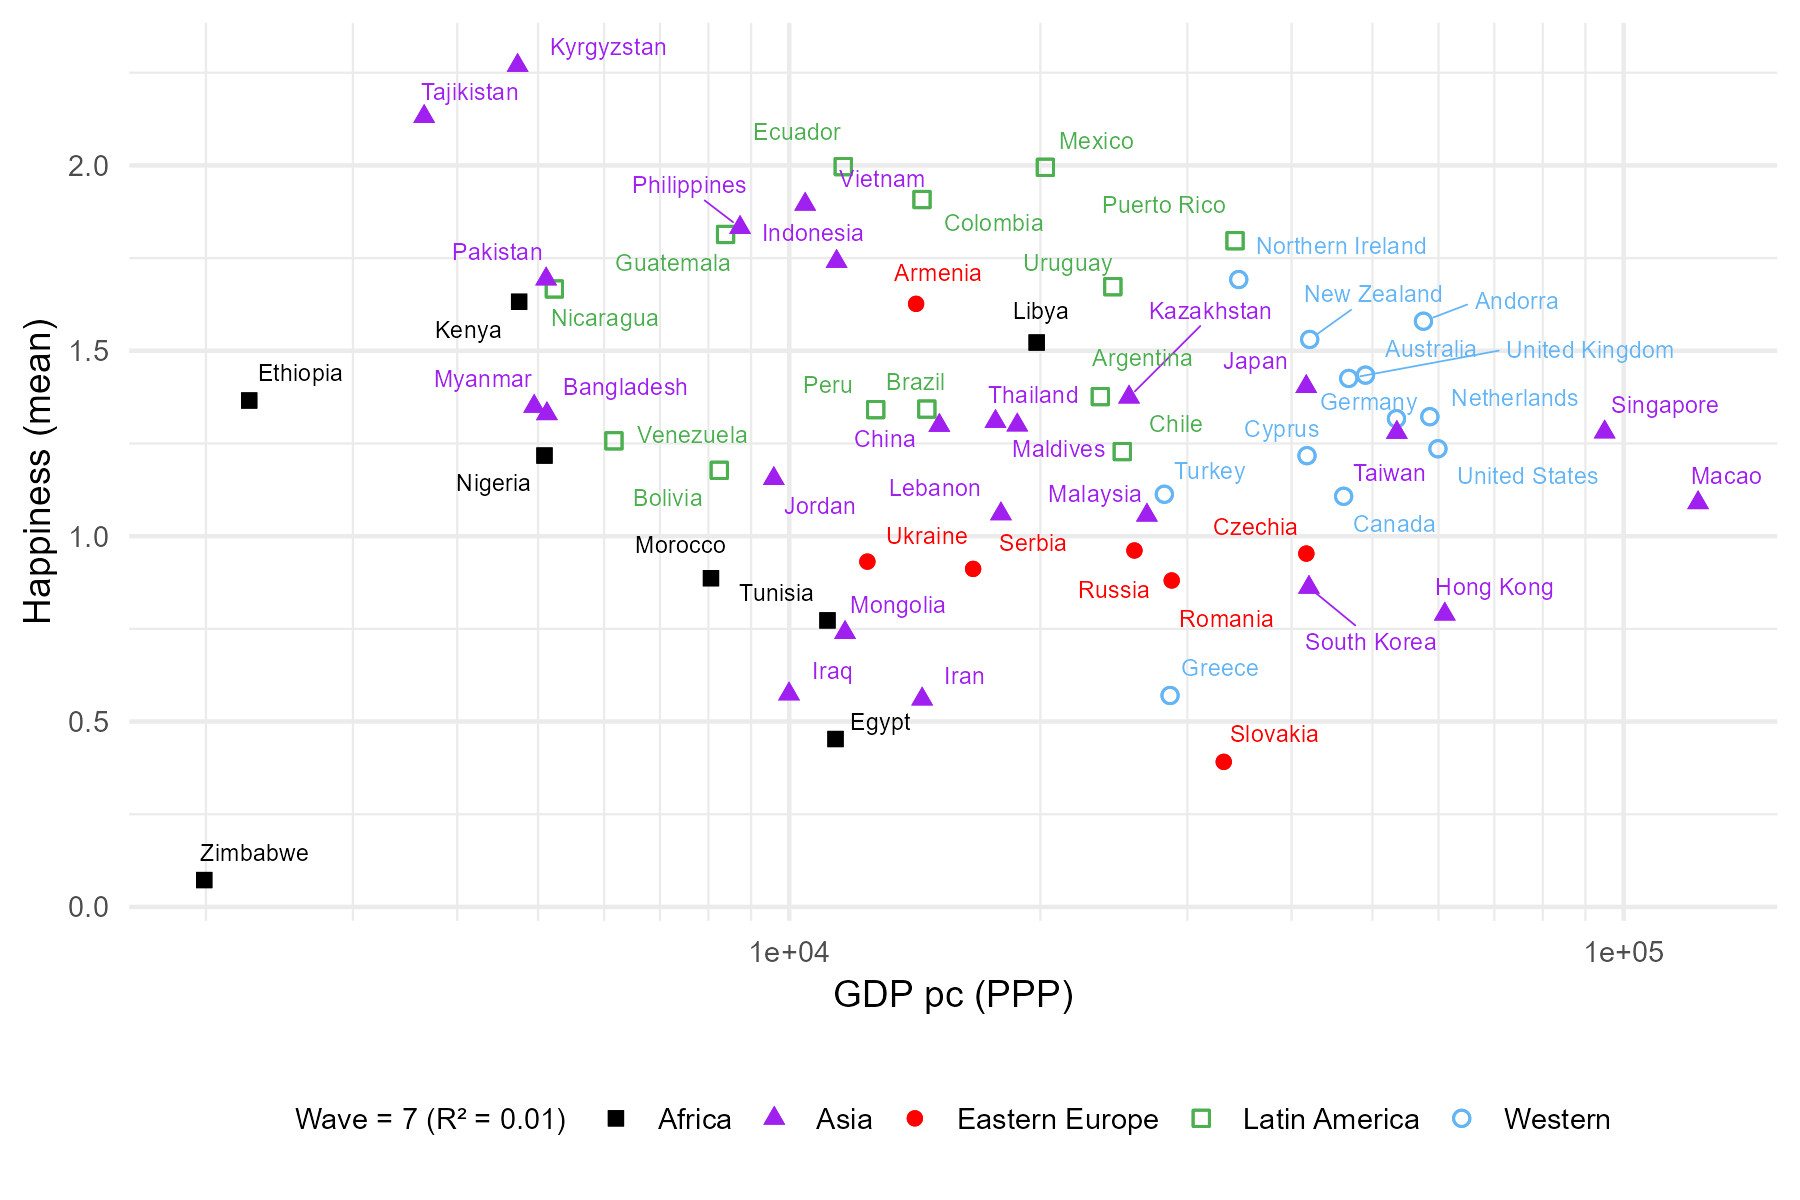 Kyrgyzstan
Tajikistan
Ecuador
Mexico
2.0
Philippines
Vietnam
Puerto Rico
Colombia
Indonesia
Northern Ireland
Pakistan
Guatemala
Armenia
Uruguay
New Zealand
Andorra
Libya
Kazakhstan
Nicaragua
Kenya
1.5
Argentina
Japan
Australia
United Kingdom
Ethiopia
Myanmar
Bangladesh
Peru
Brazil
Thailand
Germany
Netherlands
Singapore
Venezuela
China
Maldives
Chile
Cyprus
Nigeria
Bolivia
Jordan
Lebanon
Malaysia
Turkey
Taiwan
United States
Macao
1.0
Morocco
Ukraine
Serbia
Czechia
Canada
Tunisia
Mongolia
Russia
Romania
Hong Kong
South Korea
Iraq
Iran
Greece
0.5
Egypt
Slovakia
Zimbabwe
0.0
Happiness (mean)
1e+04
1e+05
GDP pc (PPP)
Wave = 7 (R² = 0.01) Africa Asia Eastern Europe Latin America Western